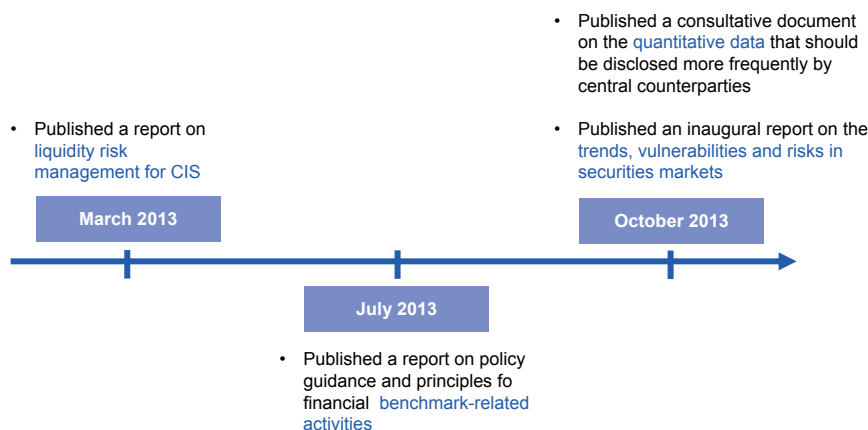 • Published a consultative document
on the quantitative data that should
be disclosed more frequently by
central counterparties
• Published an inaugural report on the
trends, vulnerabilities and risks in
securities markets
• Published a report on
liquidity risk
management for CIS
March 2013
October 2013
July 2013
• Published a report on policy
guidance and principles fo
financial benchmark-related
activities